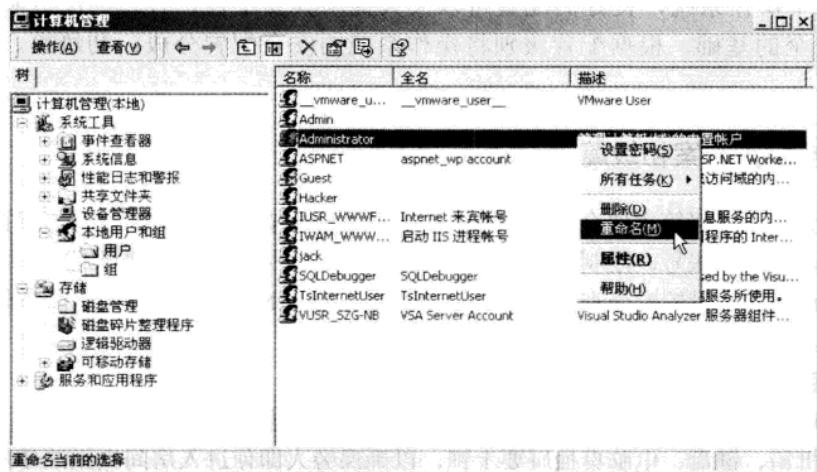 计算机管理
操作(A) 查看(V)
树
名称 全名 描述
计算机管理(本地)
系统工具
事件查看器
系统信息
性能日志和警报
共享文件夹
设备管理器
本地用户和组
用户
组
存储
磁盘管理
磁盘碎片整理程序
逻辑驱动器
可移动存储
服务和应用程序
__vmware_u... __vmware_user__ VMware User
Admin
Administrator 置帐户
ASPNET aspnet_wp account SP.NET Worke...
Guest 访问域的内...
Hacker
IUSR_WWWF... Internet 来宾帐号 息服务的内...
IWAM_WWW... 启动 IIS 进程帐号 程序的 Inter...
jack
SQLDebugger SQLDebugger sed by the Visu...
TsInternetUser TsInternetUser 服务所使用。
VUSR_SZG-NB VSA Server Account Visual Studio Analyzer 服务器组件...
设置密码(S)
所有任务(K)
删除(D)
重命名(M)
属性(R)
帮助(H)
重命名当前的选择